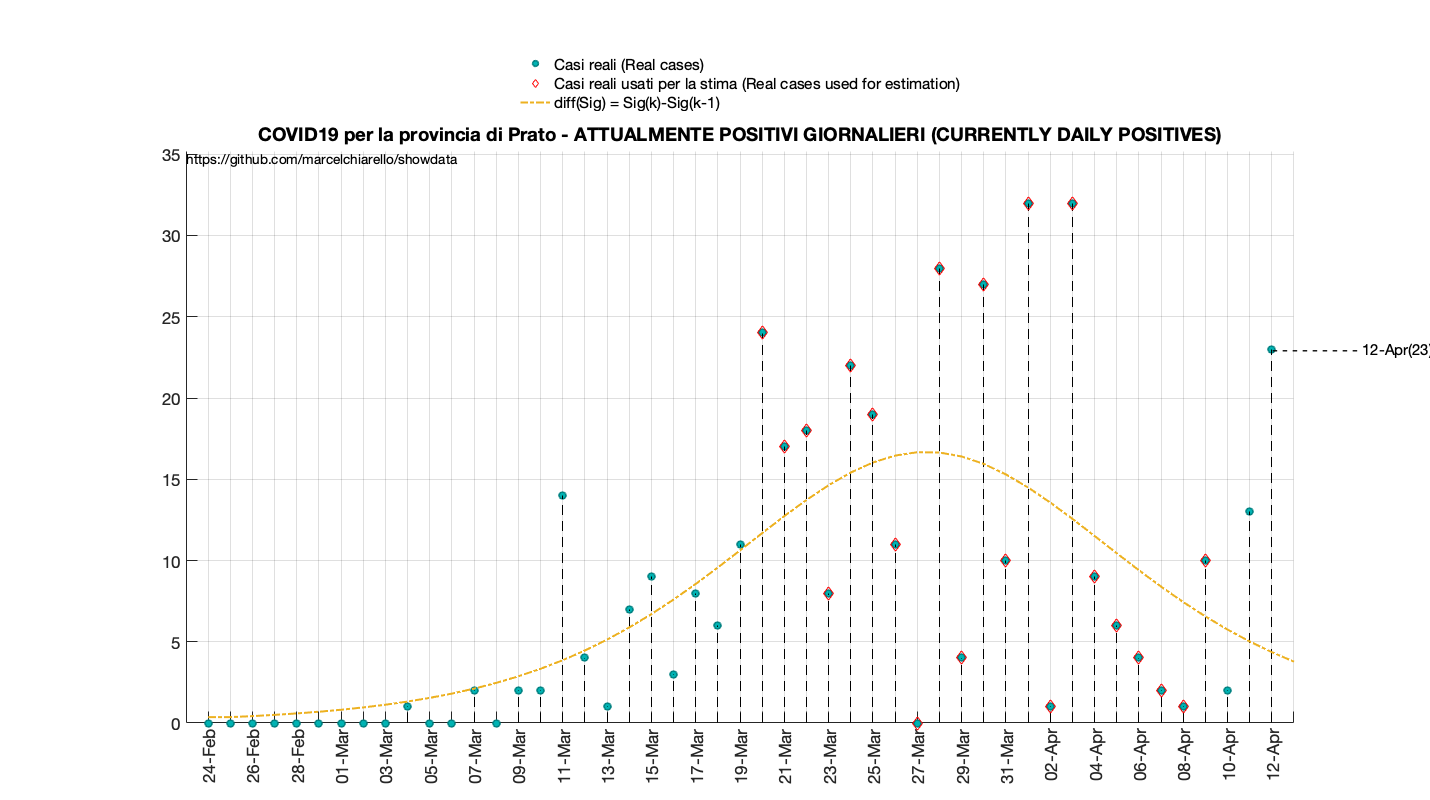 Casi reali (Real cases)
Casi reali usati per la stima (Real cases used for estimation)
diff(Sig) = Sig(k)-Sig(k-1)
COVID19 per la provincia di Prato - ATTUALMENTE POSITIVI GIORNALIERI (CURRENTLY DAILY POSITIVES)
https://github.com/marcelchiarello/showdata
35
30
25
20
15
10
5
0
12-Apr(23)
24-Feb
26-Feb
28-Feb
01-Mar
03-Mar
05-Mar
07-Mar
09-Mar
11-Mar
13-Mar
15-Mar
17-Mar
19-Mar
21-Mar
23-Mar
25-Mar
27-Mar
29-Mar
31-Mar
02-Apr
04-Apr
06-Apr
08-Apr
10-Apr
12-Apr